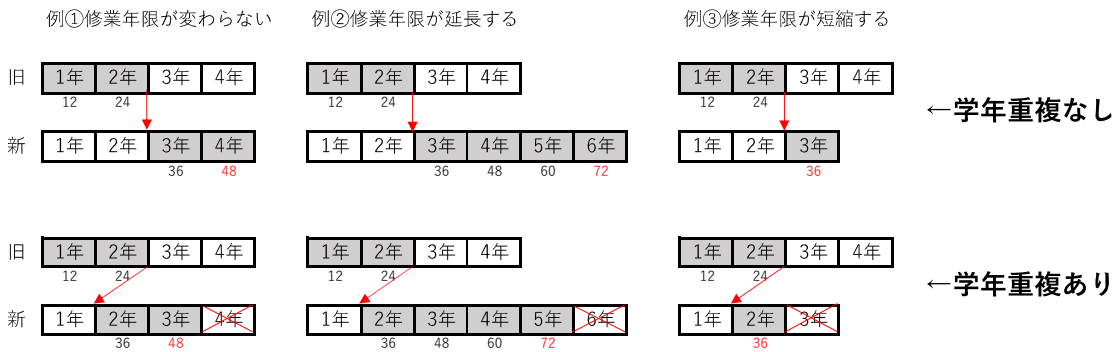 例①修業年限が変わらない 例②修業年限が延長する 例③修業年限が短縮する
旧 1年 2年 3年 4年 1年 2年 3年 4年 1年 2年 3年 4年
12 24 12 24 12 24
←学年重複なし
新 1年 2年 3年 4年 1年 2年 3年 4年 5年 6年 1年 2年 3年
36 48 36 48 60 72 36
旧 1年 2年 3年 4年 1年 2年 3年 4年 1年 2年 3年 4年
12 24 12 24 12 24
←学年重複あり
新 1年 2年 3年 4年 1年 2年 3年 4年 5年 6年 1年 2年 3年
36 48 36 48 60 72 36